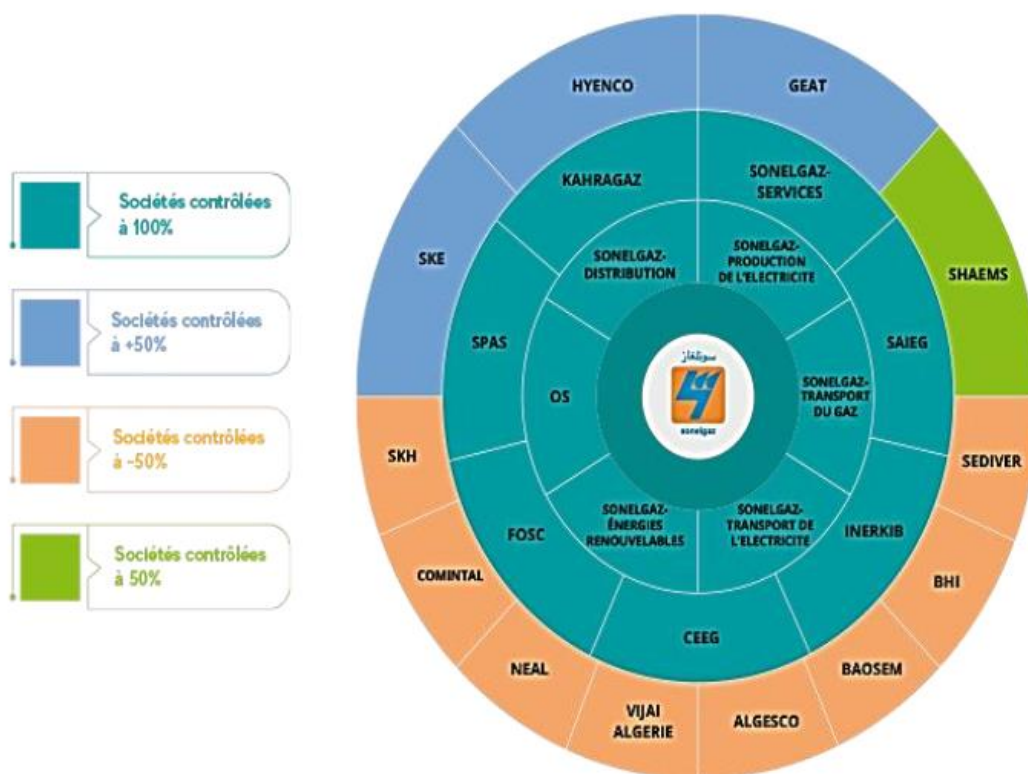 Sociétés contrôlées
à 100%
Sociétés contrôlées
à +50%
Sociétés contrôlées
à -50%
Sociétés contrôlées
à 50%
HYENCO
GEAT
SKE
SHAEMS
SKH
SEDIVER
COMINTAL
BHI
NEAL
BAOSEM
VIJAI
ALGERIE
ALGESCO
KAHRAGAZ
SONELGAZ-
SERVICES
SPAS
SAIEG
FOSC
INERKIB
CEEG
SONELGAZ-
DISTRIBUTION
SONELGAZ-
PRODUCTION
DE L'ELECTRICITE
OS
SONELGAZ-
TRANSPORT
DU GAZ
SONELGAZ-
ÉNERGIES
RENOUVELABLES
SONELGAZ-
TRANSPORT DE
L'ELECTRICITE
سونلغاز
sonelgaz